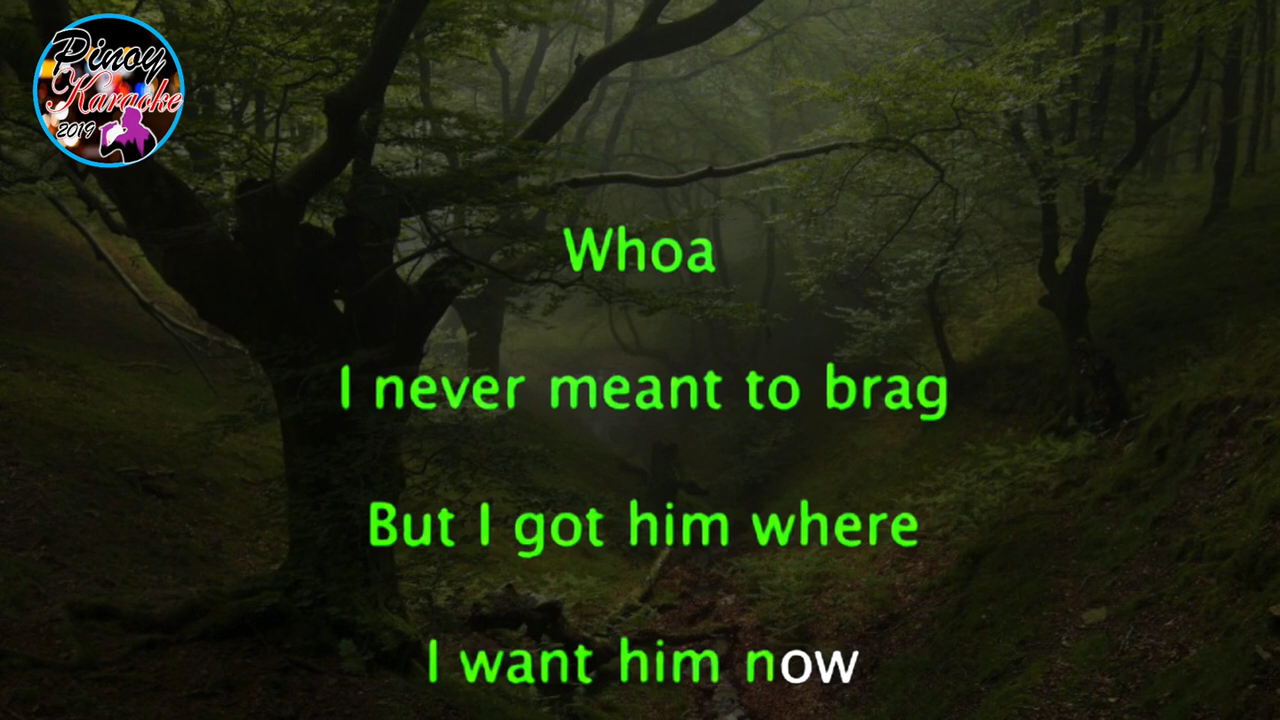 Pinoy
Karaoke
2019
Whoa
I never meant to brag
But I got him where
I want him now